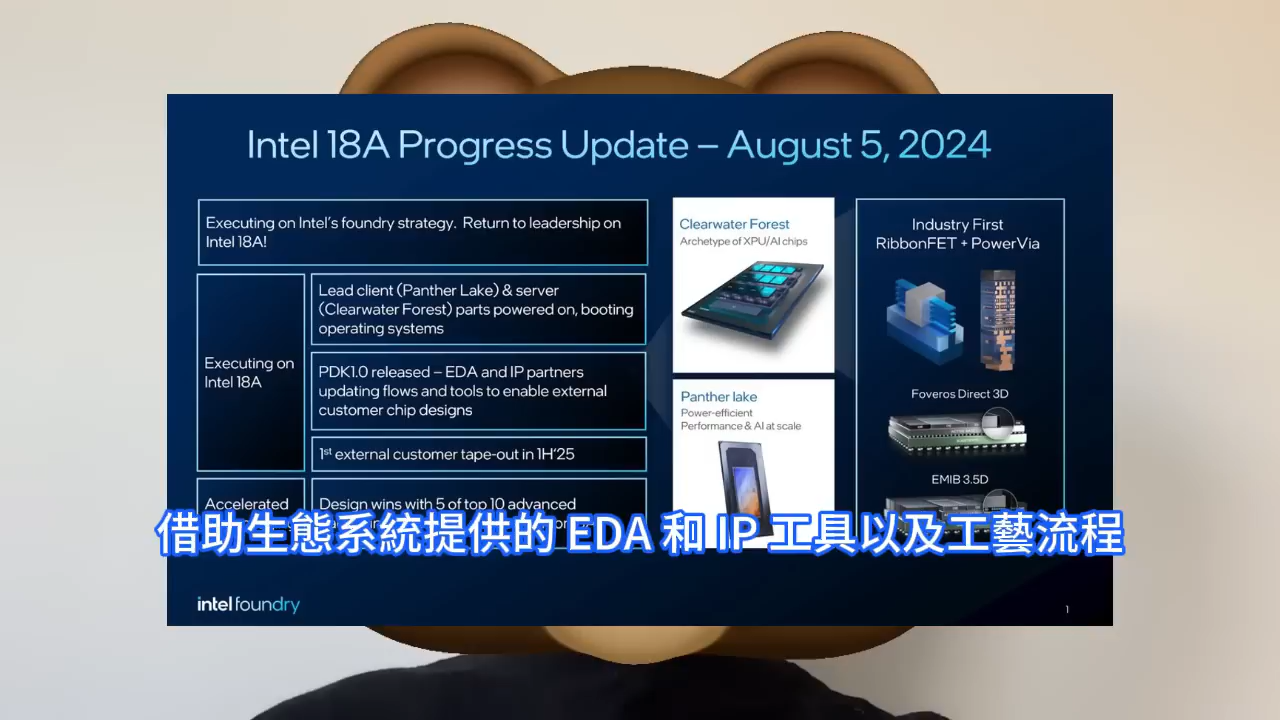 Intel 18A Progress Update – August 5, 2024
Executing on Intel's foundry strategy. Return to leadership on
Intel 18A!
Executing on
Intel 18A
Lead client (Panther Lake) & server
(Clearwater Forest) parts powered on, booting
operating systems
PDK1.0 released – EDA and IP partners
updating flows and tools to enable external
customer chip designs
1st external customer tape-out in 1H'25
Accelerated
Design wins with 5 of top 10 advanced
Clearwater Forest
Archetype of XPU/AI chips
Panther lake
Power-efficient
Performance & AI at scale
Industry First
RibbonFET + PowerVia
Foveros Direct 3D
EMIB 3.5D
借助生態系統提供的 EDA 和 IP 工具以及工藝流程
intel foundry
1